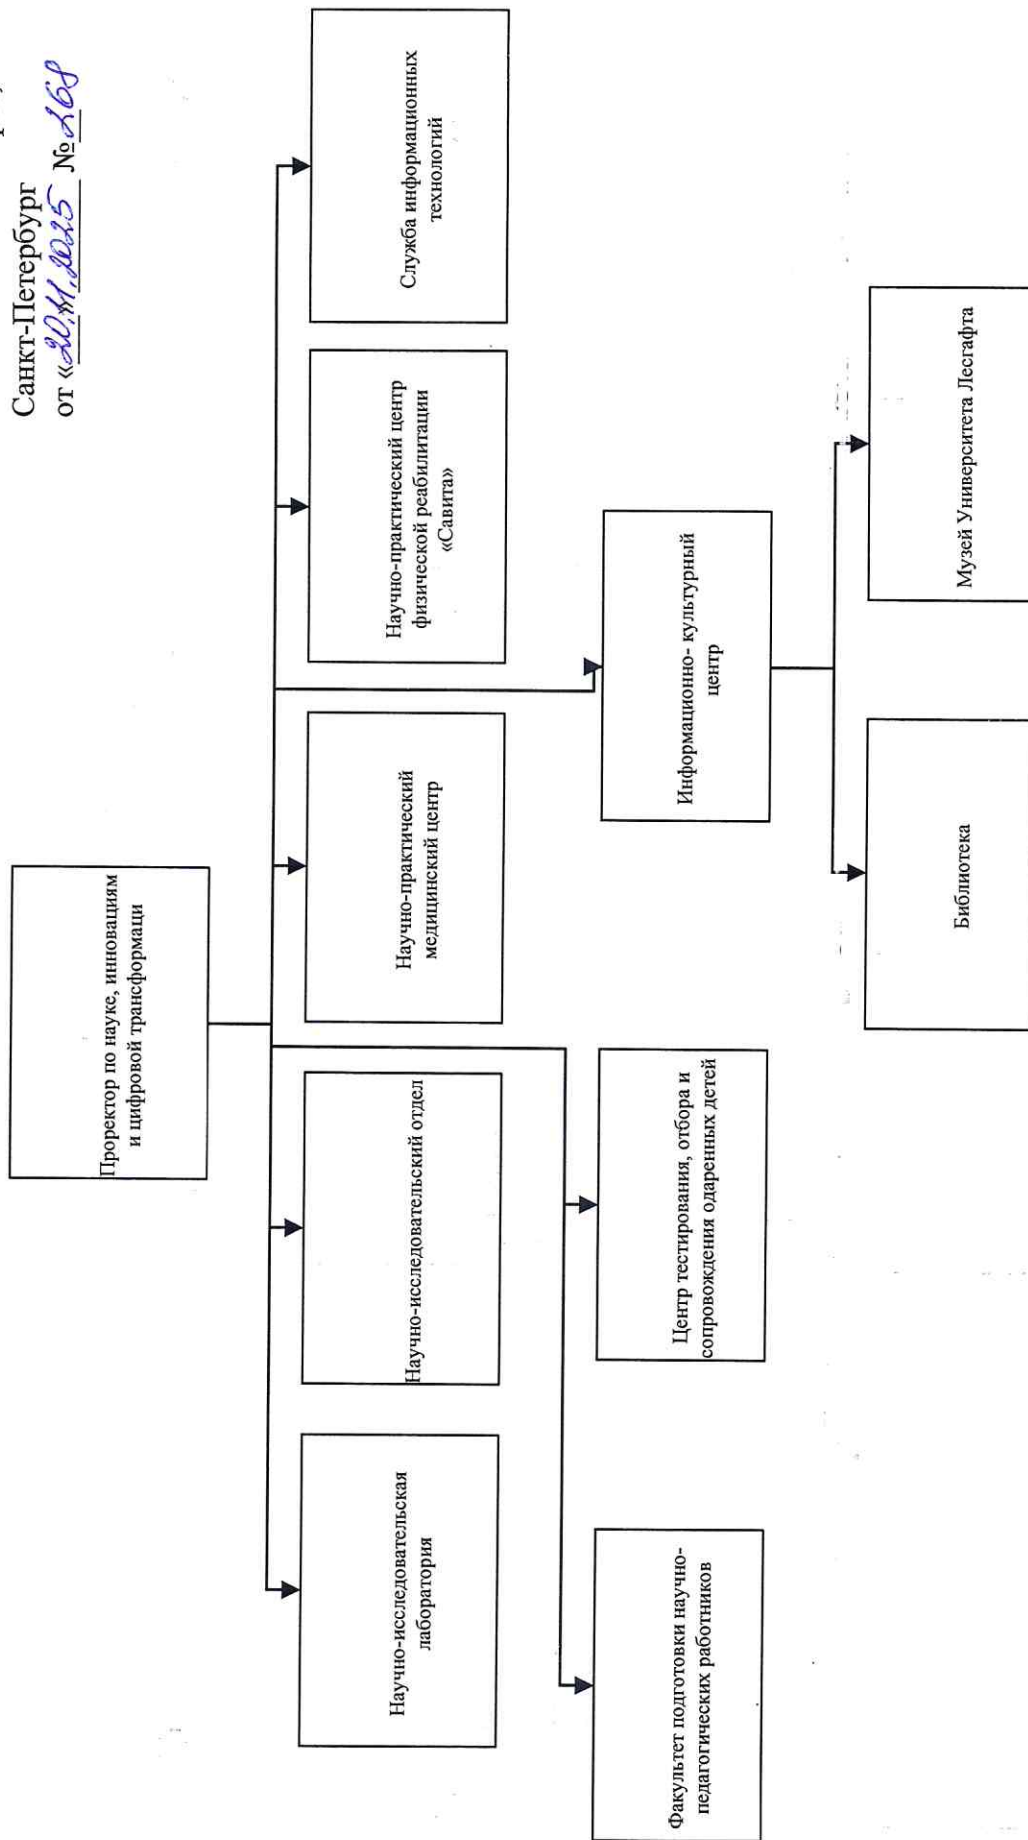 Санкт-Петербург
от «20.11.2025 № 268
Проректор по науке, инновациям
и цифровой трансформаци
Научно-исследовательская
лаборатория
Научно-исследовательский отдел
Научно-практический
медицинский центр
Научно-практический центр
физической реабилитации
«Савита»
Служба информационных
технологий
Факультет подготовки научно-
педагогических работников
Центр тестирования, отбора и
сопровождения одаренных детей
Информационно- культурный
центр
Библиотека
Музей Университета Лесгафта